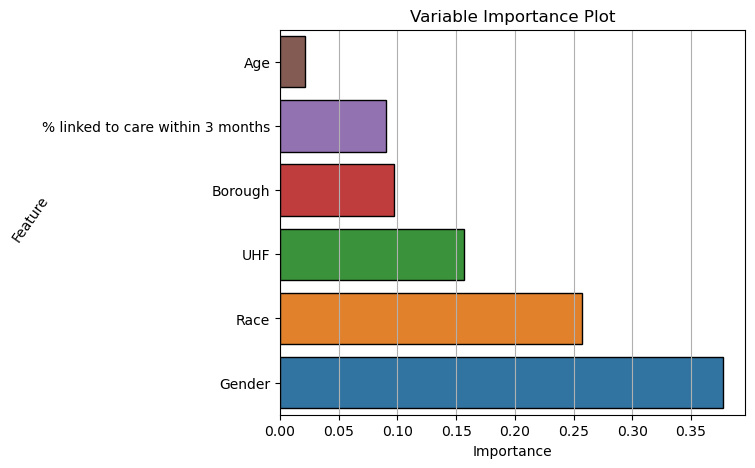 Variable Importance Plot
Age
% linked to care within 3 months
Borough
UHF
Race
Gender
Feature
0.00 0.05 0.10 0.15 0.20 0.25 0.30 0.35
Importance